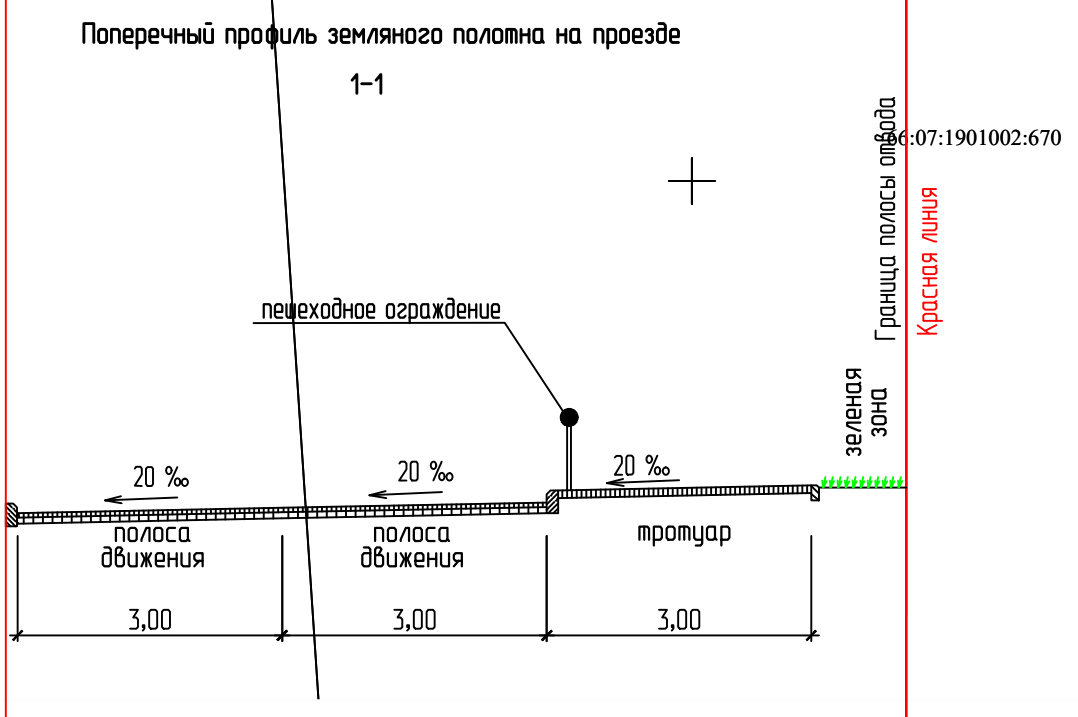 Поперечный профиль земляного полотна на проезде
1-1
66:07:1901002:670
Граница полосы отвода
Красная линия
пешеходное ограждение
зеленая
зона
20 ‰
20 ‰
20 ‰
полоса
движения
полоса
движения
тротуар
3,00
3,00
3,00